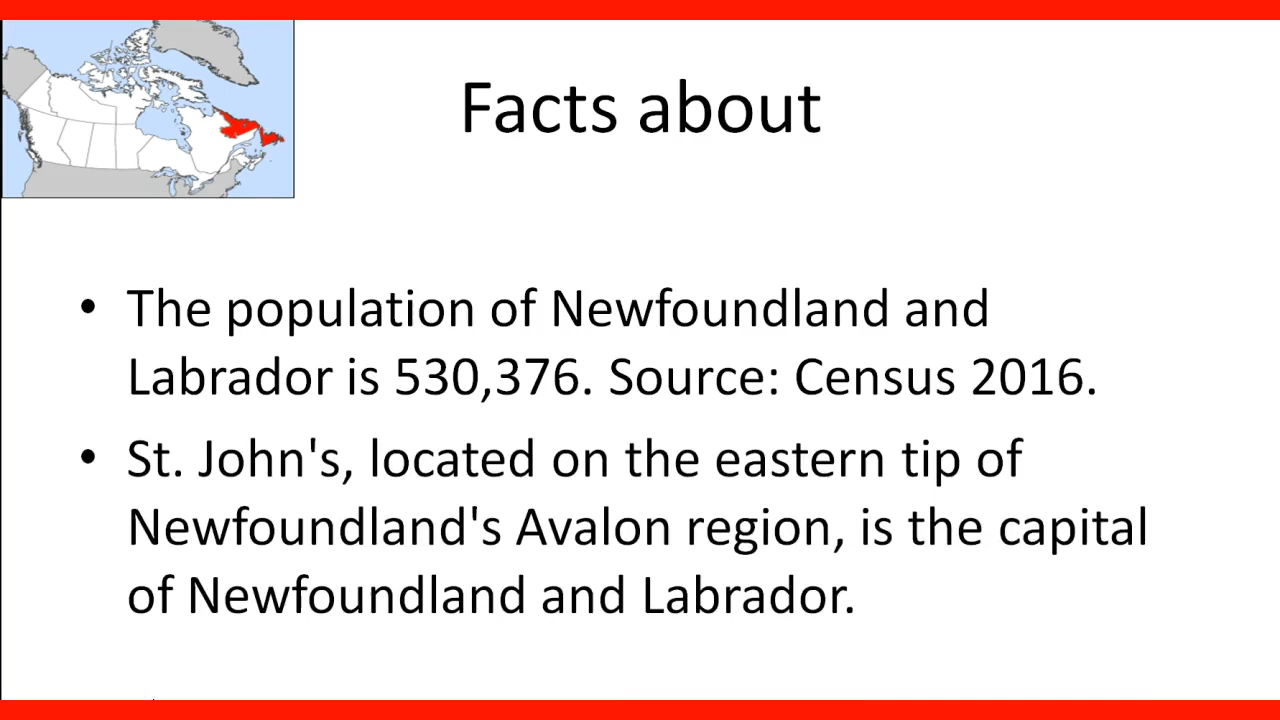 Facts about
• The population of Newfoundland and
Labrador is 530,376. Source: Census 2016.
• St. John's, located on the eastern tip of
Newfoundland's Avalon region, is the capital
of Newfoundland and Labrador.